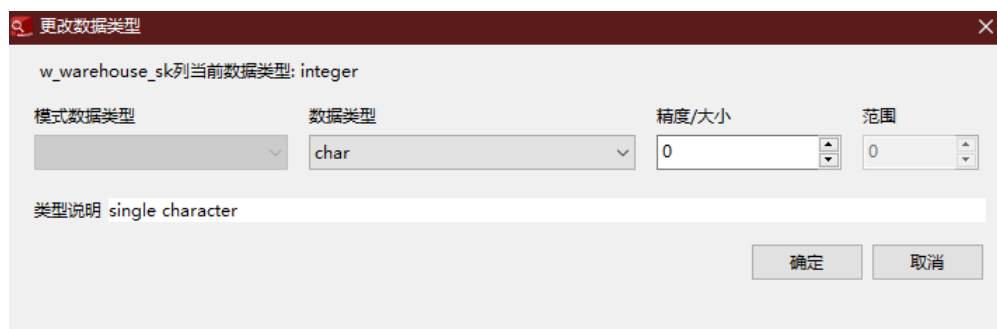 更改数据类型
w_warehouse_sk列当前数据类型: integer
模式数据类型 数据类型 精度/大小 范围
char 0 0
类型说明 single character
确定 取消